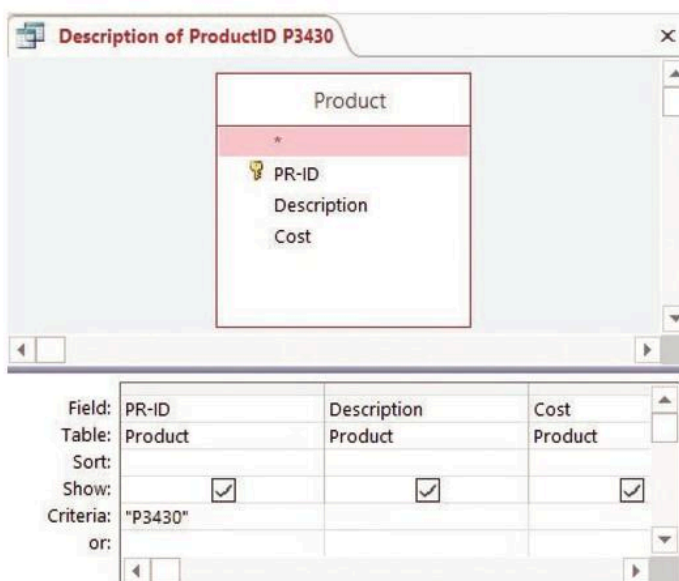 Description of ProductID P3430
Product
*
PR-ID
Description
Cost
Field: PR-ID Description Cost
Table: Product Product Product
Sort:
Show:
Criteria: "P3430"
or: